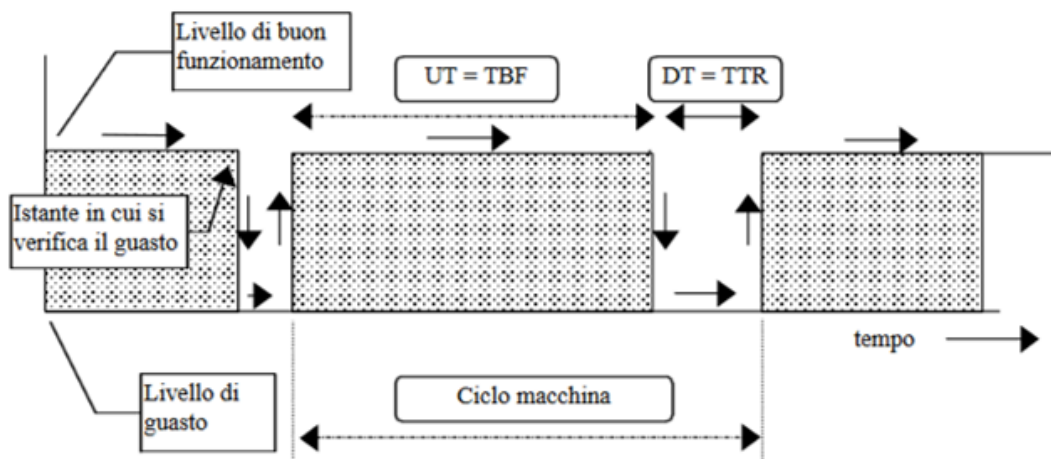 Livello di buon
funzionamento
UT = TBF
DT = TTR
Istante in cui si
verifica il guasto
tempo
Livello di
guasto
Ciclo macchina